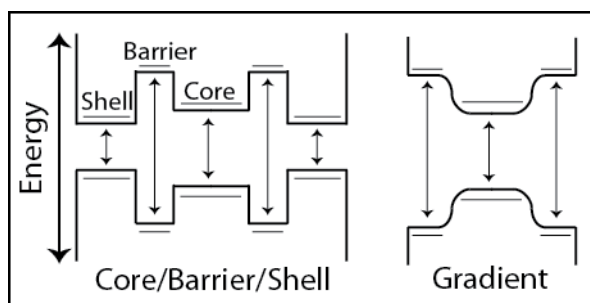 Energy
Shell
Barrier
Core
Core/Barrier/Shell
Gradient